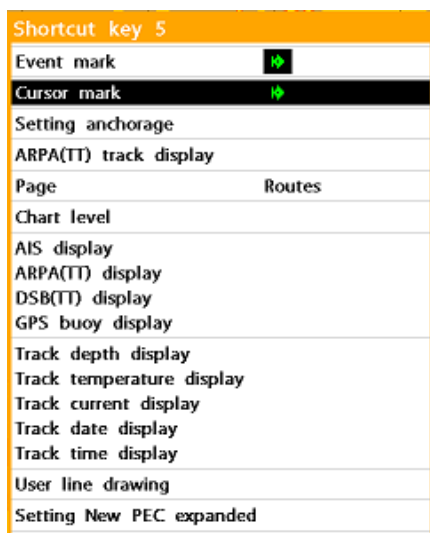 Shortcut key 5
Event mark
Cursor mark
Setting anchorage
ARPA(TT) track display
Page Routes
Chart level
AIS display
ARPA(TT) display
DSB(TT) display
GPS buoy display
Track depth display
Track temperature display
Track current display
Track date display
Track time display
User line drawing
Setting New PEC expanded